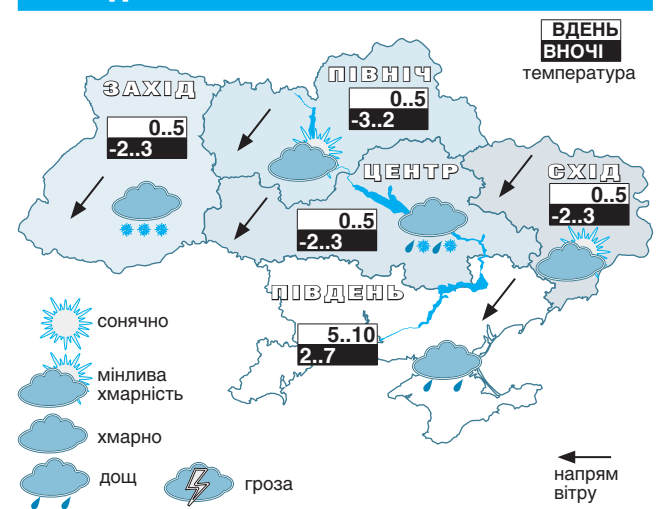 ВДЕНЬ
ВНОЧІ
температура
ПІВНІЧ
0..5
-3..2
ЗАХІД
0..5
-2..3
ЦЕНТР
0..5
-2..3
СХІД
0..5
-2..3
ПІВДЕНЬ
5..10
2..7
сонячно
мінлива
хмарність
хмарно
дощ
гроза
напрям
вітру